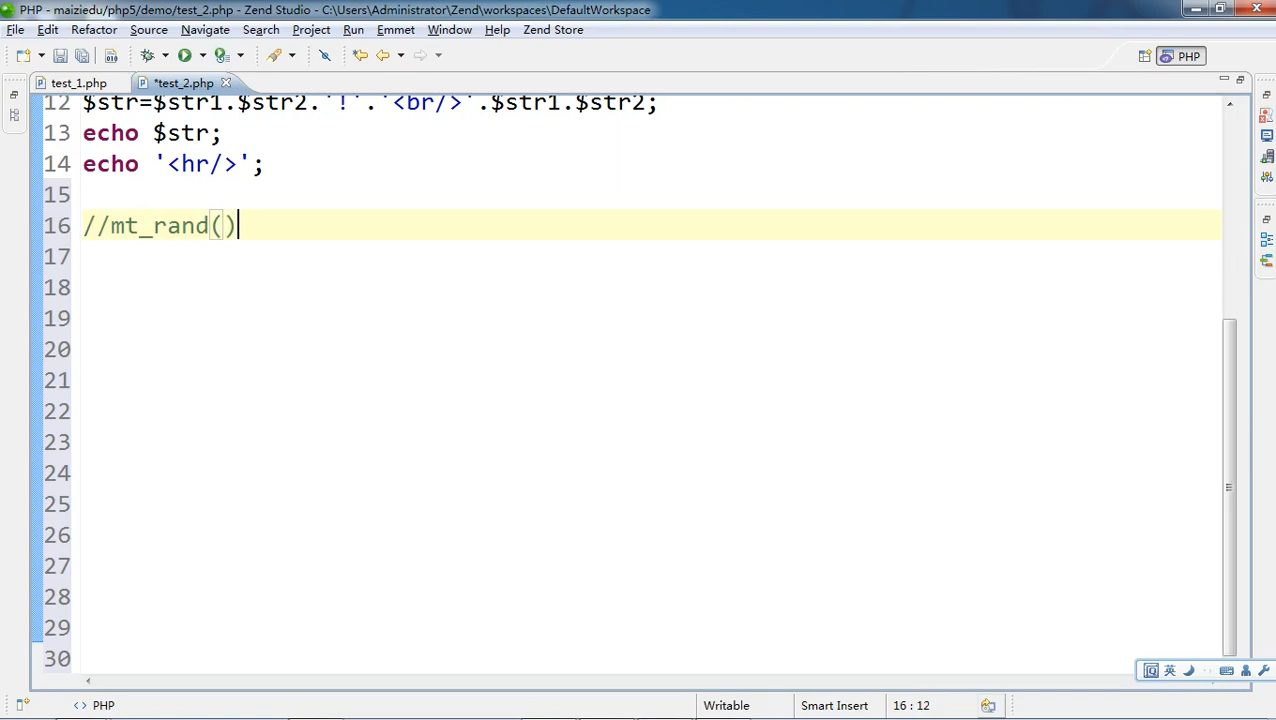 PHP - maiziedu/php5/demo/test_2.php - Zend Studio - C:\Users\Administrator\Zend\workspaces\DefaultWorkspace
File Edit Refactor Source Navigate Search Project Run Emmet Window Help Zend Store
PHP
test_1.php *test_2.php
12 $str=$str1.$str2.'!'.'<br/>'.$str1.$str2;
13 echo $str;
14 echo '<hr/>';
15
16 //mt_rand()
17
18
19
20
21
22
23
24
25
26
27
28
29
30
英
<> PHP Writable Smart Insert 16 : 12